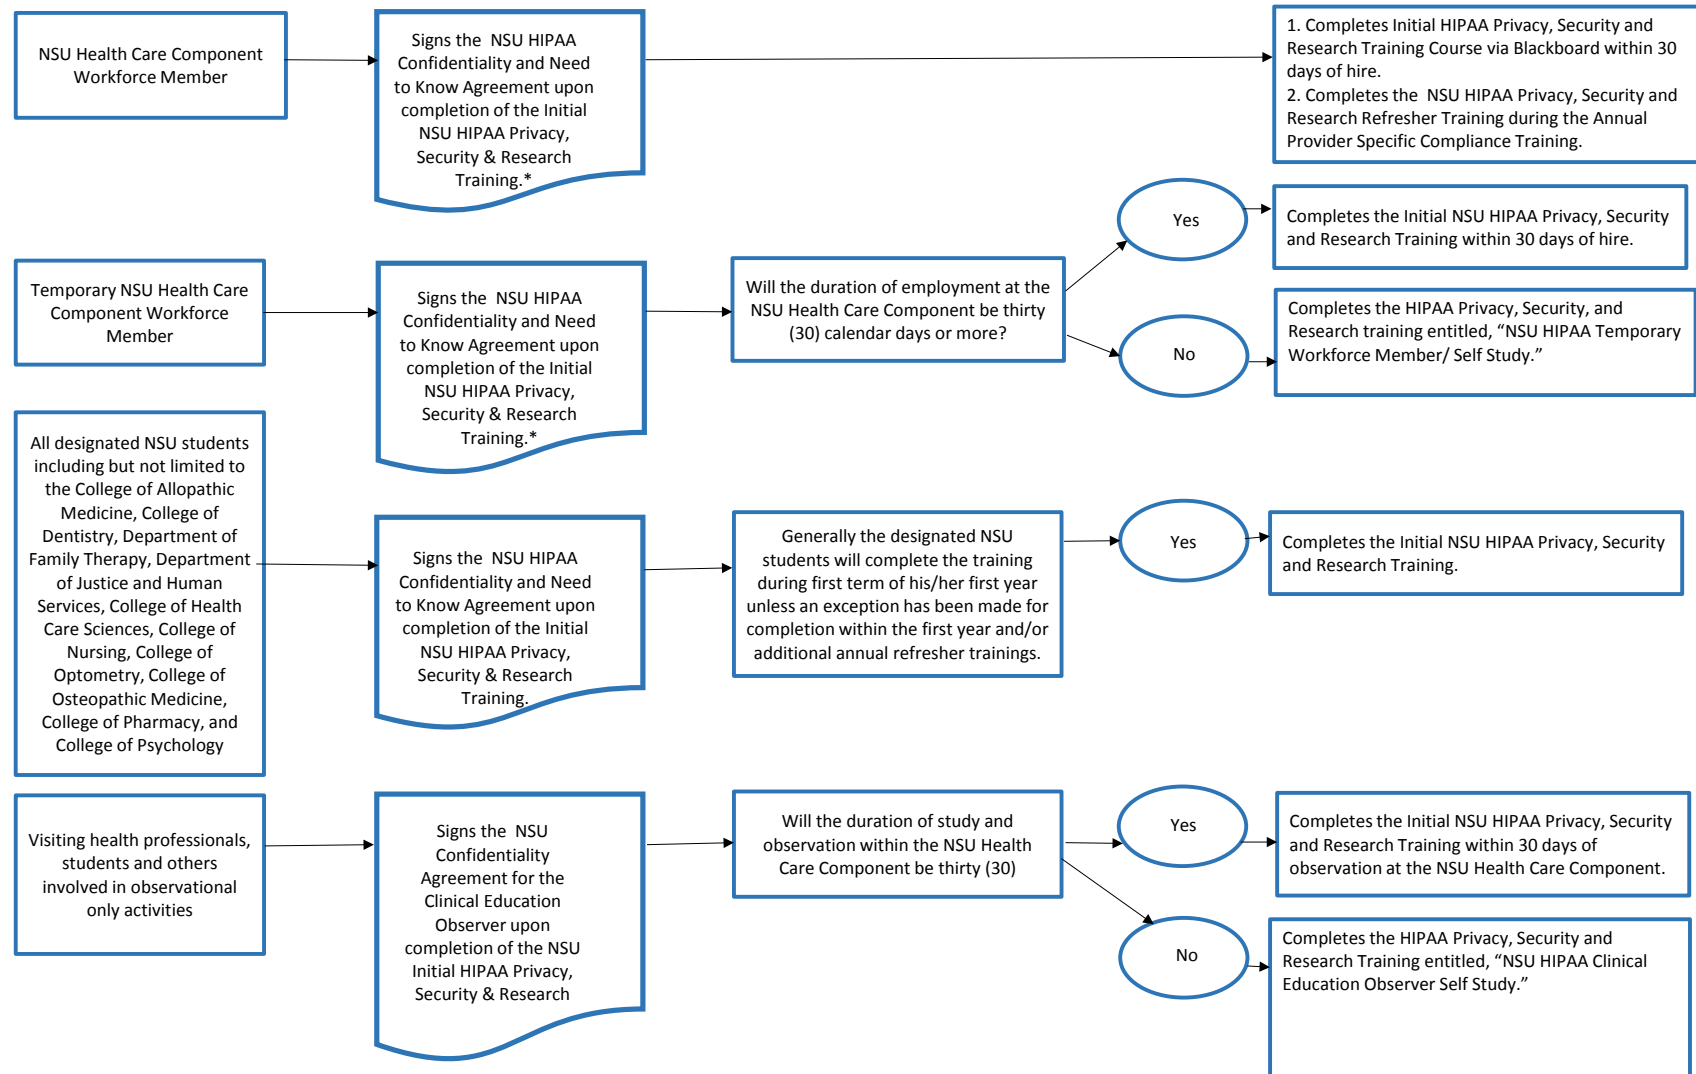 NSU Health Care Component
Workforce Member
Signs the NSU HIPAA
Confidentiality and Need
to Know Agreement upon
completion of the Initial
NSU HIPAA Privacy,
Security & Research
Training.*
1. Completes Initial HIPAA Privacy, Security and
Research Training Course via Blackboard within 30
days of hire.
2. Completes the NSU HIPAA Privacy, Security and
Research Refresher Training during the Annual
Provider Specific Compliance Training.
Temporary NSU Health Care
Component Workforce
Member
Signs the NSU HIPAA
Confidentiality and Need
to Know Agreement upon
completion of the Initial
NSU HIPAA Privacy,
Security & Research
Training.*
Will the duration of employment at the
NSU Health Care Component be thirty
(30) calendar days or more?
Yes
Completes the Initial NSU HIPAA Privacy, Security
and Research Training within 30 days of hire.
No
Completes the HIPAA Privacy, Security, and
Research training entitled, “NSU HIPAA Temporary
Workforce Member/ Self Study.”
All designated NSU students
including but not limited to
the College of Allopathic
Medicine, College of
Dentistry, Department of
Family Therapy, Department
of Justice and Human
Services, College of Health
Care Sciences, College of
Nursing, College of
Optometry, College of
Osteopathic Medicine,
College of Pharmacy, and
College of Psychology
Signs the NSU HIPAA
Confidentiality and Need
to Know Agreement upon
completion of the Initial
NSU HIPAA Privacy,
Security & Research
Training.
Generally the designated NSU
students will complete the training
during first term of his/her first year
unless an exception has been made for
completion within the first year and/or
additional annual refresher trainings.
Yes
Completes the Initial NSU HIPAA Privacy, Security
and Research Training.
Visiting health professionals,
students and others
involved in observational
only activities
Signs the NSU
Confidentiality
Agreement for the
Clinical Education
Observer upon
completion of the NSU
Initial HIPAA Privacy,
Security & Research
Will the duration of study and
observation within the NSU Health
Care Component be thirty (30)
Yes
Completes the Initial NSU HIPAA Privacy, Security
and Research Training within 30 days of
observation at the NSU Health Care Component.
No
Completes the HIPAA Privacy, Security and
Research Training entitled, “NSU HIPAA Clinical
Education Observer Self Study.”